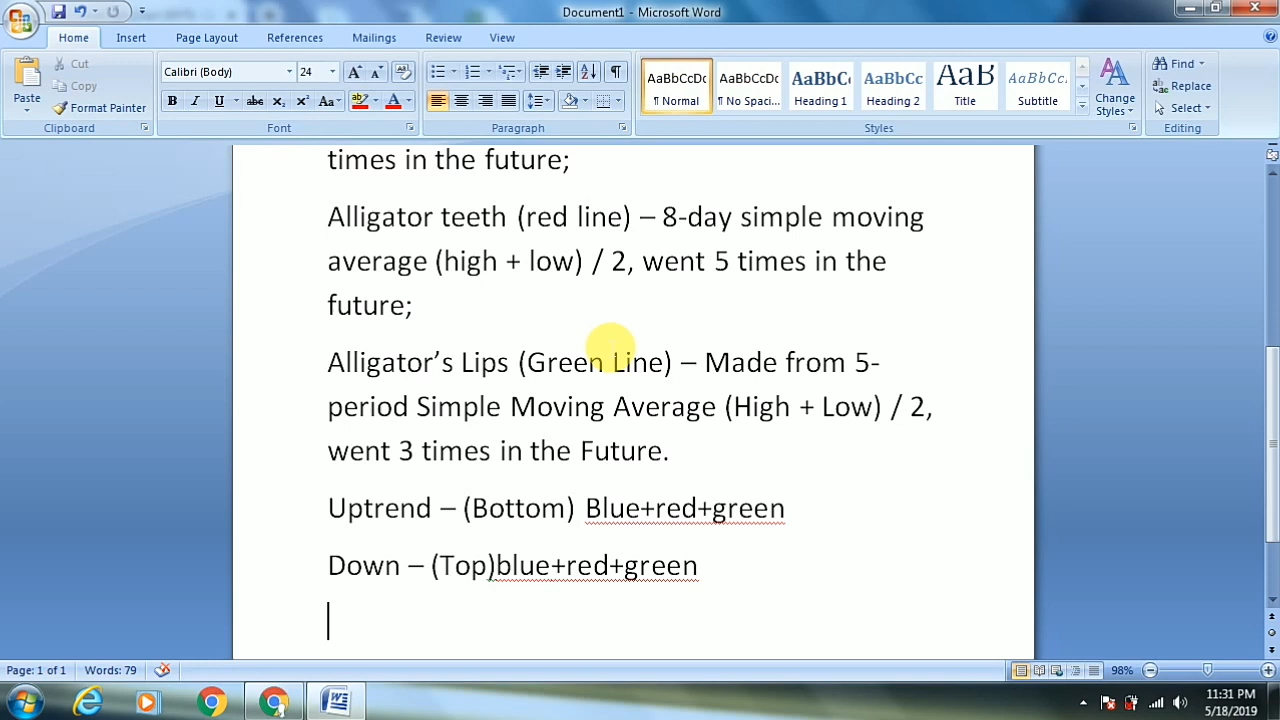 Document1 - Microsoft Word
Home Insert Page Layout References Mailings Review View
Cut
Copy
Format Painter
Paste
Clipboard
Calibri (Body) 24
Font
Paragraph
AaBbCcDc AaBbCcDc AaBbC AaBbCc AaB AaBbCc.
¶ Normal ¶ No Spaci... Heading 1 Heading 2 Title Subtitle
Change Styles
Styles
Find
Replace
Select
Editing
times in the future;
Alligator teeth (red line) – 8-day simple moving
average (high + low) / 2, went 5 times in the
future;
Alligator’s Lips (Green Line) – Made from 5-
period Simple Moving Average (High + Low) / 2,
went 3 times in the Future.
Uptrend – (Bottom) Blue+red+green
Down – (Top)blue+red+green
Page: 1 of 1 Words: 79 98%
11:31 PM
5/18/2019